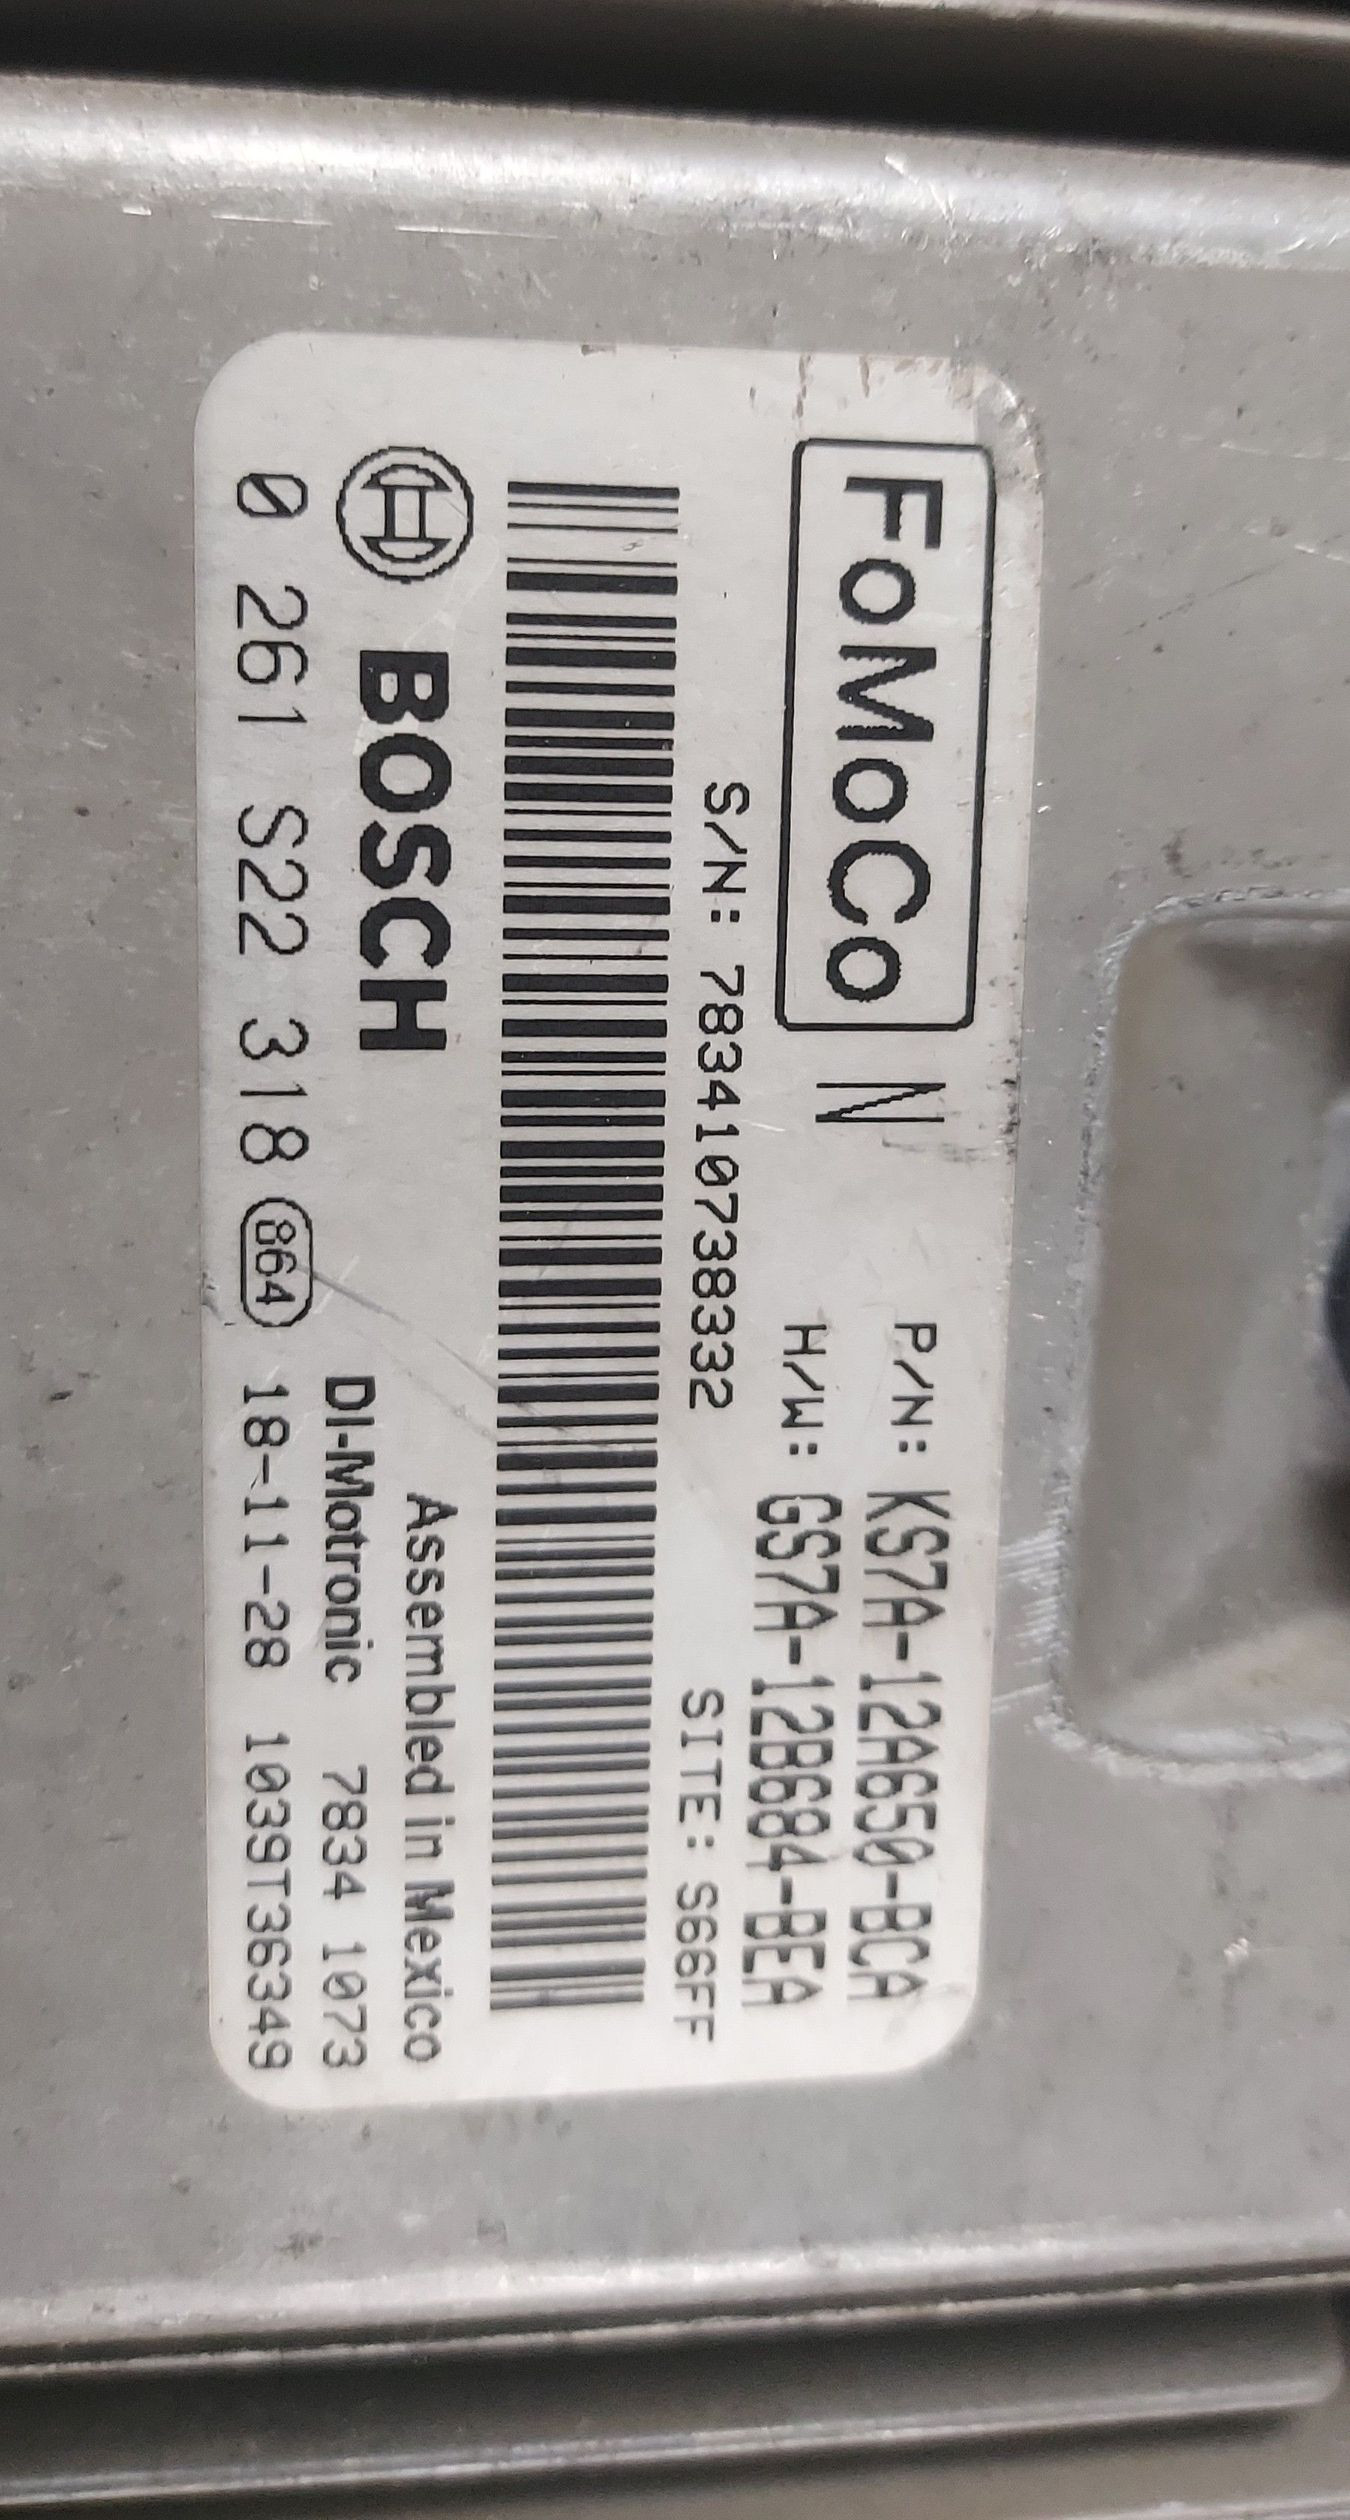 FoMoCo N
P/N: KS7A-12A650-BCA
H/W: GS7A-12B684-BEA
S/N: 783410738332
SITE: S66FF
BOSCH
Assembled in Mexico
DI-Motronic 7834 1073
0 261 S22 318 864 18-11-28 1039T36349